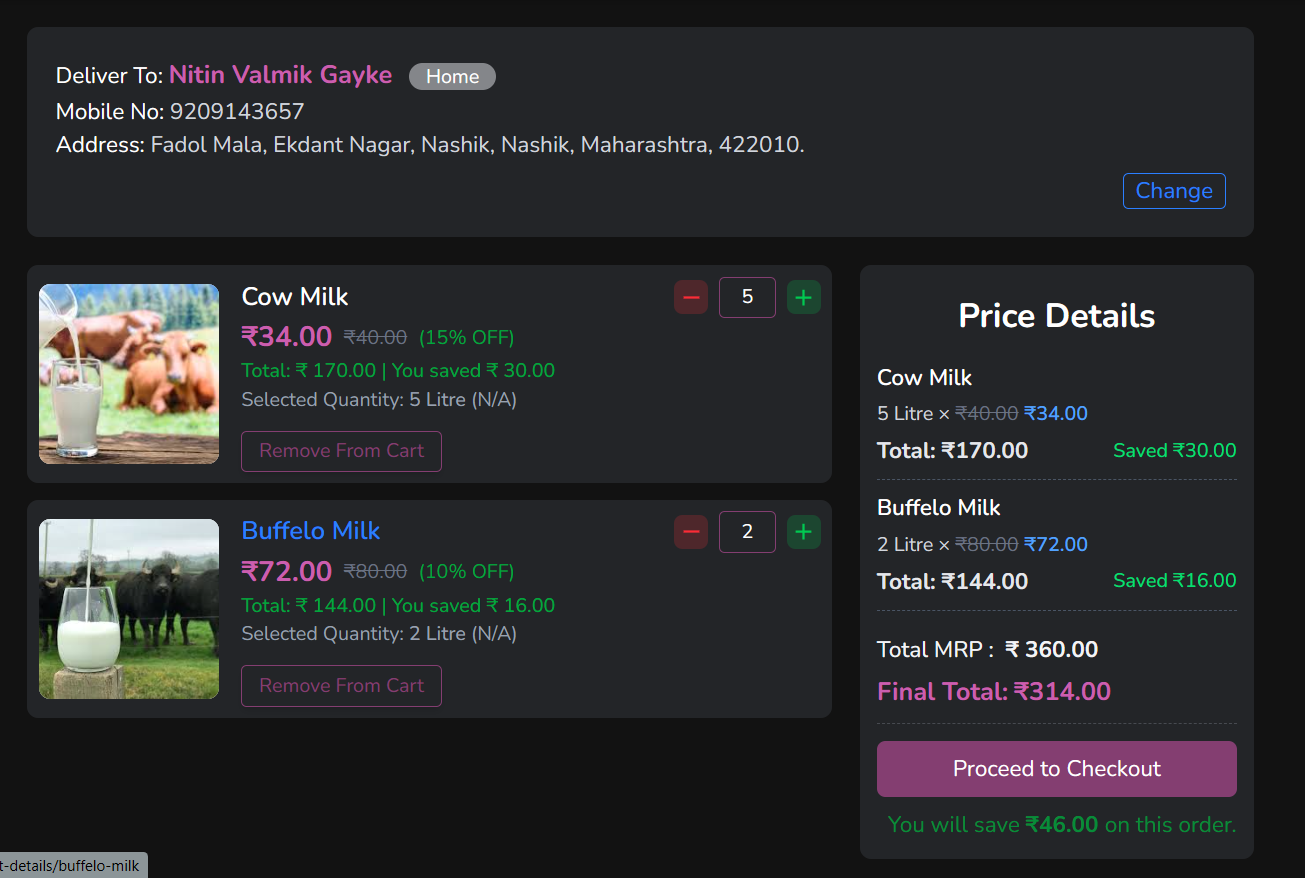 Deliver To: Nitin Valmik Gayke Home
Mobile No: 9209143657
Address: Fadol Mala, Ekdant Nagar, Nashik, Nashik, Maharashtra, 422010.
Change
Cow Milk
- 5 +
₹34.00 ₹40.00 (15% OFF)
Total: ₹ 170.00 | You saved ₹ 30.00
Selected Quantity: 5 Litre (N/A)
Remove From Cart
Buffelo Milk
- 2 +
₹72.00 ₹80.00 (10% OFF)
Total: ₹ 144.00 | You saved ₹ 16.00
Selected Quantity: 2 Litre (N/A)
Remove From Cart
Price Details
Cow Milk
5 Litre × ₹40.00 ₹34.00
Total: ₹170.00 Saved ₹30.00
Buffelo Milk
2 Litre × ₹80.00 ₹72.00
Total: ₹144.00 Saved ₹16.00
Total MRP : ₹ 360.00
Final Total: ₹314.00
Proceed to Checkout
You will save ₹46.00 on this order.
t-details/buffelo-milk